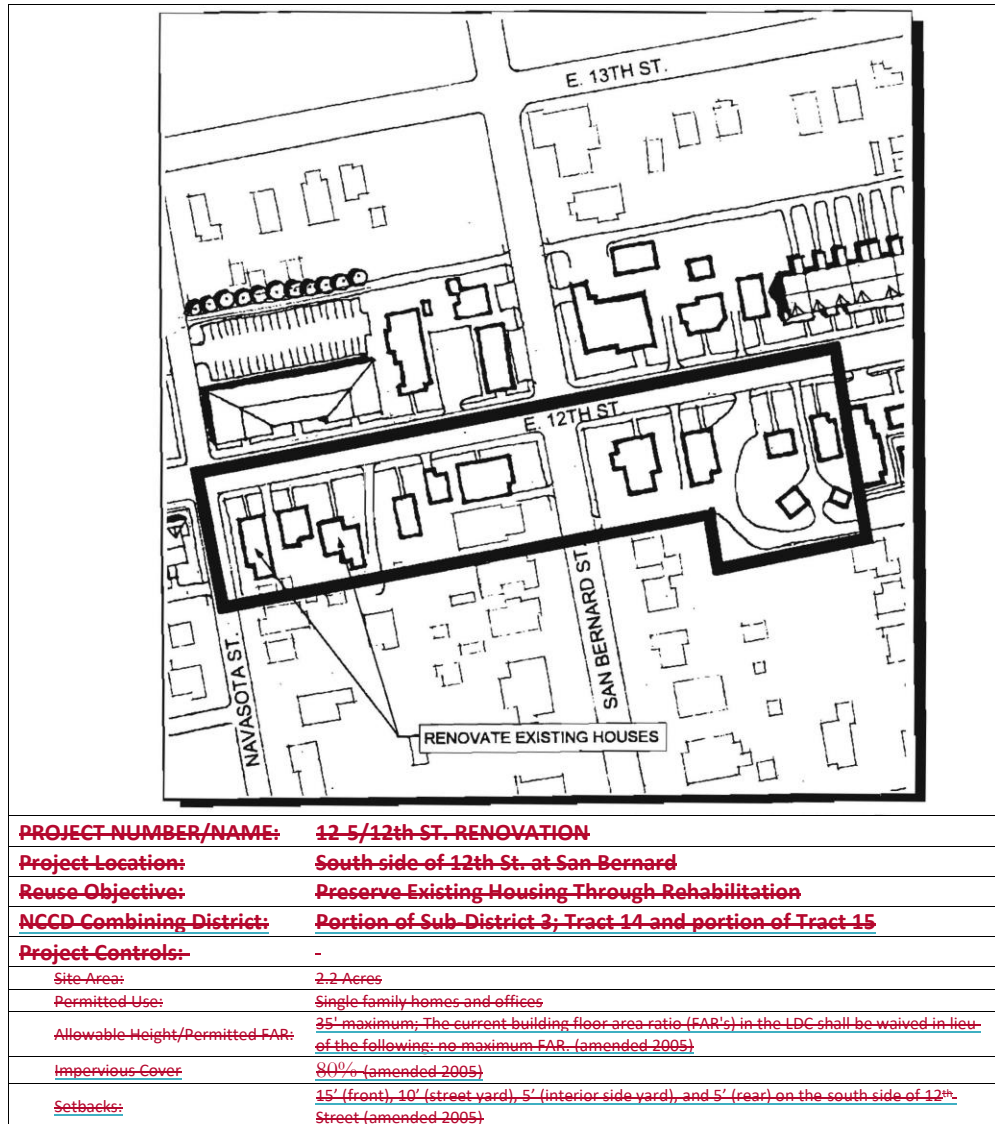 E. 13TH ST.
E. 12TH ST.
NAVASOTA ST.
SAN BERNARD ST.
RENOVATE EXISTING HOUSES
PROJECT NUMBER/NAME: 12-5/12th ST. RENOVATION
Project Location: South side of 12th St. at San Bernard
Reuse Objective: Preserve Existing Housing Through Rehabilitation
NCCD Combining District: Portion of Sub-District 3; Tract 14 and portion of Tract 15
Project Controls: -
Site Area: 2.2 Acres
Permitted Use: Single family homes and offices
Allowable Height/Permitted FAR: 35' maximum; The current building floor area ratio (FAR's) in the LDC shall be waived in lieu
of the following: no maximum FAR. (amended 2005)
Impervious Cover 80% (amended 2005)
Setbacks: 15’ (front), 10’ (street yard), 5’ (interior side yard), and 5’ (rear) on the south side of 12th
Street (amended 2005)